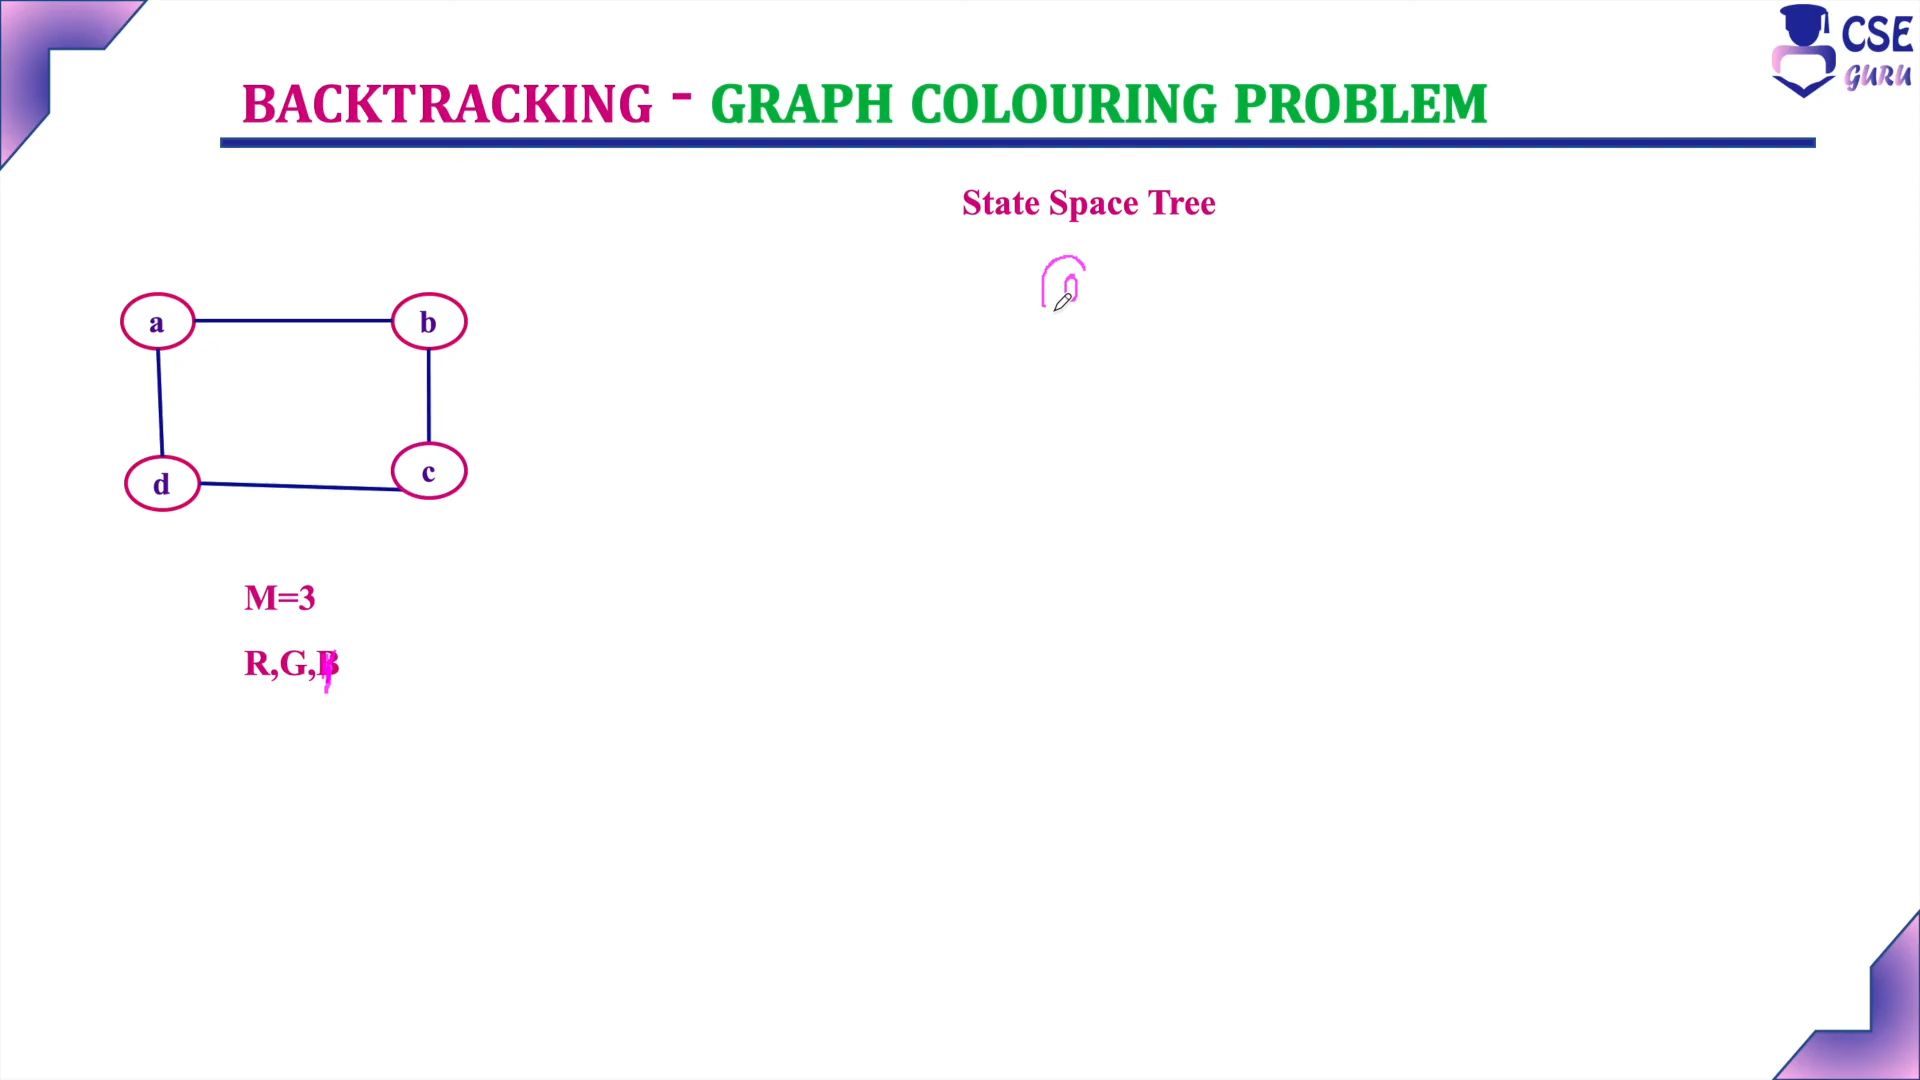 CSE
GURU
BACKTRACKING - GRAPH COLOURING PROBLEM
State Space Tree
a
b
d
c
M=3
R,G,B